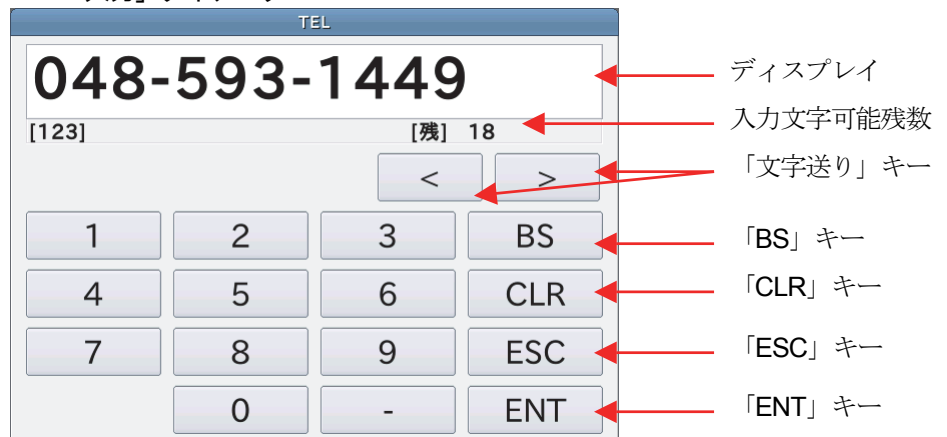 TEL
048-593-1449 ディスプレイ
[123] [残] 18 入力文字可能残数
< > 「文字送り」キー
1 2 3 BS 「BS」キー
4 5 6 CLR 「CLR」キー
7 8 9 ESC 「ESC」キー
0 - ENT 「ENT」キー